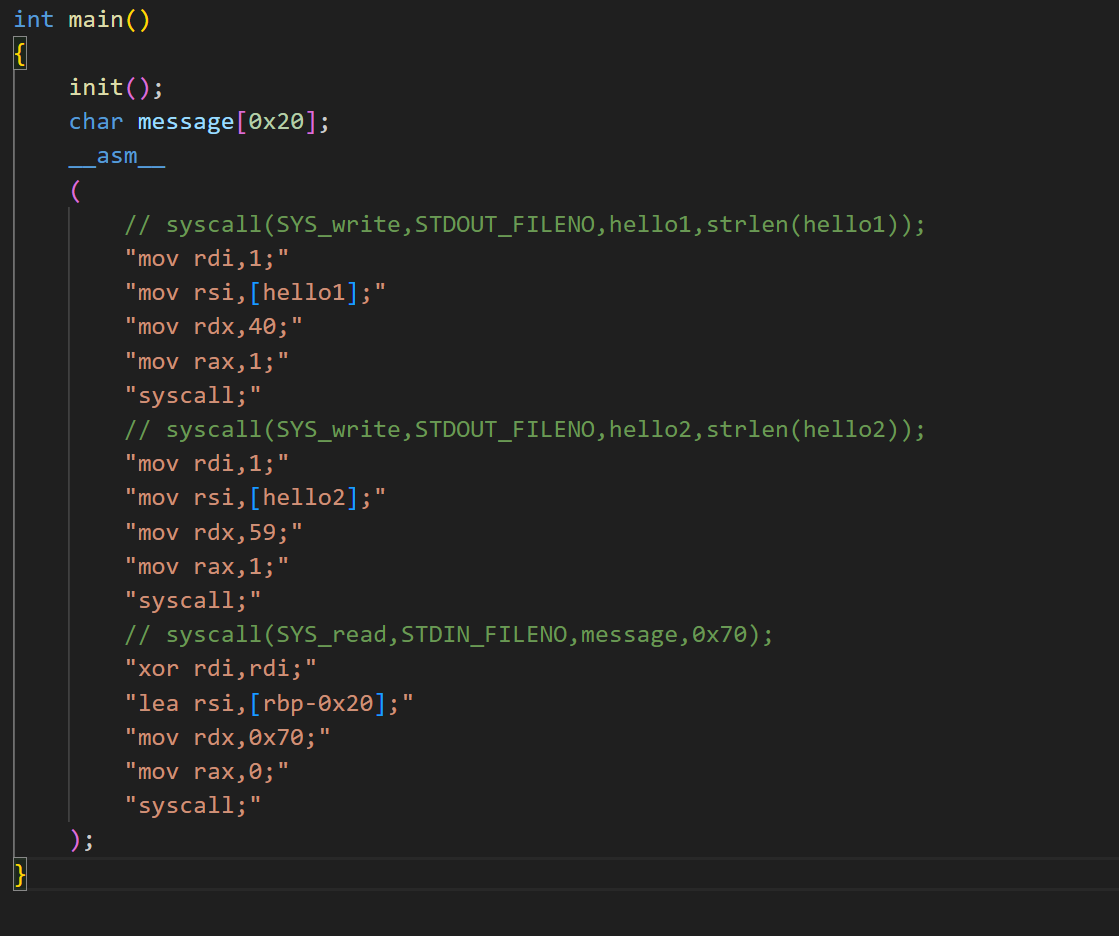 int main()
{
    init();
    char message[0x20];
    __asm__
    (
        // syscall(SYS_write,STDOUT_FILENO,hello1,strlen(hello1));
        "mov rdi,1;"
        "mov rsi,[hello1];"
        "mov rdx,40;"
        "mov rax,1;"
        "syscall;"
        // syscall(SYS_write,STDOUT_FILENO,hello2,strlen(hello2));
        "mov rdi,1;"
        "mov rsi,[hello2];"
        "mov rdx,59;"
        "mov rax,1;"
        "syscall;"
        // syscall(SYS_read,STDIN_FILENO,message,0x70);
        "xor rdi,rdi;"
        "lea rsi,[rbp-0x20];"
        "mov rdx,0x70;"
        "mov rax,0;"
        "syscall;"
    );
}